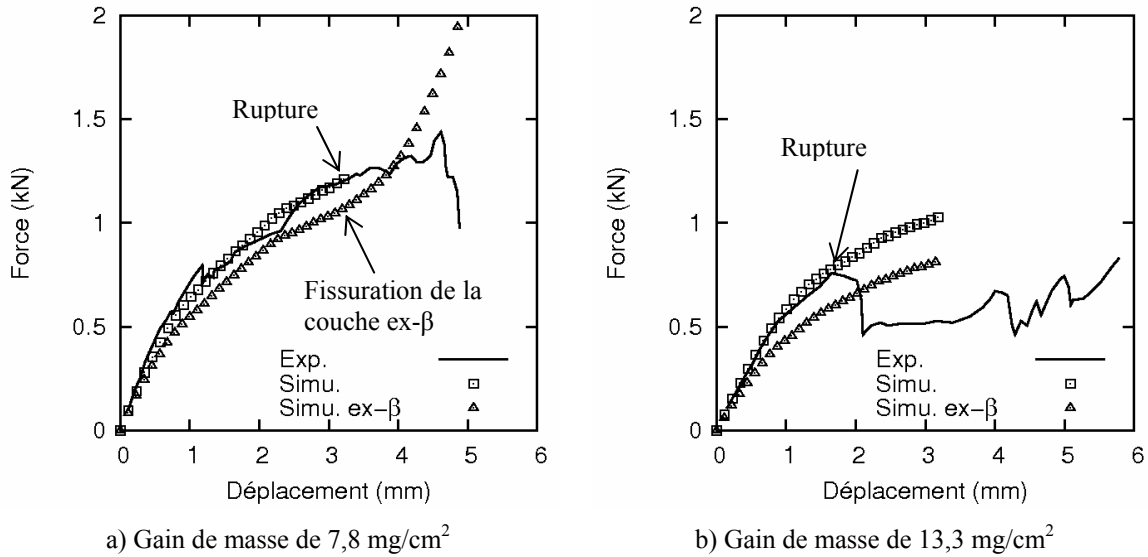 2
1.5
1
0.5
0
Force (kN)
Rupture
Fissuration de la
couche ex-β
Exp.
Simu.
Simu. ex-β
0 1 2 3 4 5 6
Déplacement (mm)
a) Gain de masse de 7,8 mg/cm²
2
1.5
1
0.5
0
Force (kN)
Rupture
Exp.
Simu.
Simu. ex-β
0 1 2 3 4 5 6
Déplacement (mm)
b) Gain de masse de 13,3 mg/cm²